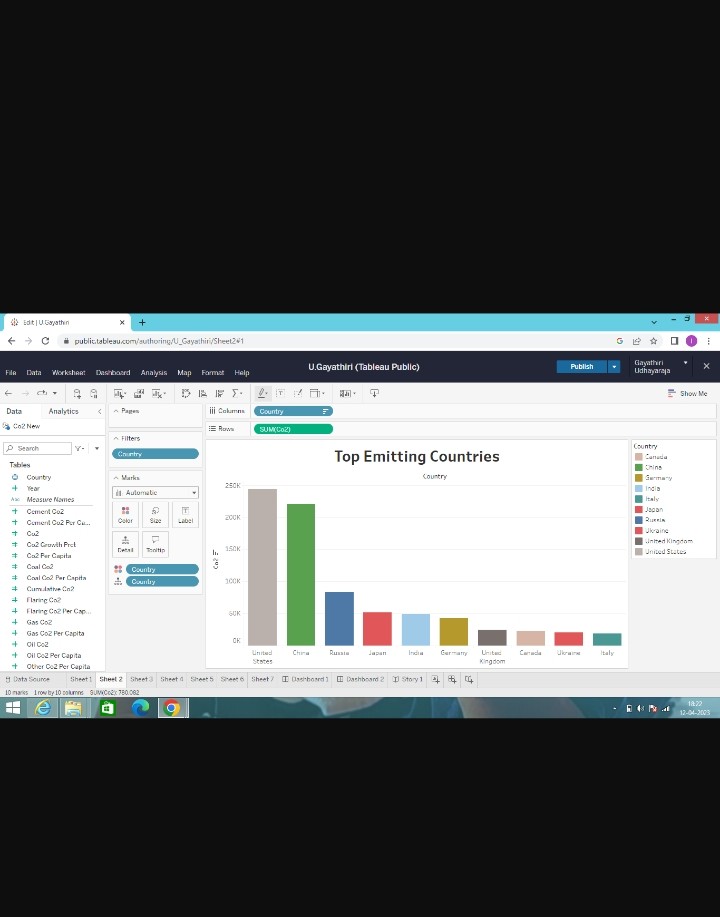 Edit | U.Gayathiri
public.tableau.com/authoring/U_Gayathiri/Sheet2#1
U.Gayathiri (Tableau Public)
Publish
Gayathiri
Udhayaraja
File Data Worksheet Dashboard Analysis Map Format Help
Show Me
Data Analytics
Co2 New
Search
Tables
Country
Year
Abc Measure Names
Cement Co2
Cement Co2 Per Ca...
Co2
Co2 Growth Prct
Co2 Per Capita
Coal Co2
Coal Co2 Per Capita
Cumulative Co2
Flaring Co2
Flaring Co2 Per Cap...
Gas Co2
Gas Co2 Per Capita
Oil Co2
Oil Co2 Per Capita
Other Co2 Per Capita
Pages
Filters
Country
Marks
Automatic
Color Size Label
Detail Tooltip
Country
Country
Columns Country
Rows SUM(Co2)
Top Emitting Countries
Country
Co2
250K
200K
150K
100K
50K
0K
United States China Russia Japan India Germany United Kingdom Canada Ukraine Italy
Country
Canada
China
Germany
India
Italy
Japan
Russia
Ukraine
United Kingdom
United States
Data Source Sheet 1 Sheet 2 Sheet 3 Sheet 4 Sheet 5 Sheet 6 Sheet 7 Dashboard 1 Dashboard 2 Story 1
10 marks 1 row by 10 columns SUM(Co2): 780,082
18:22
12-04-2023